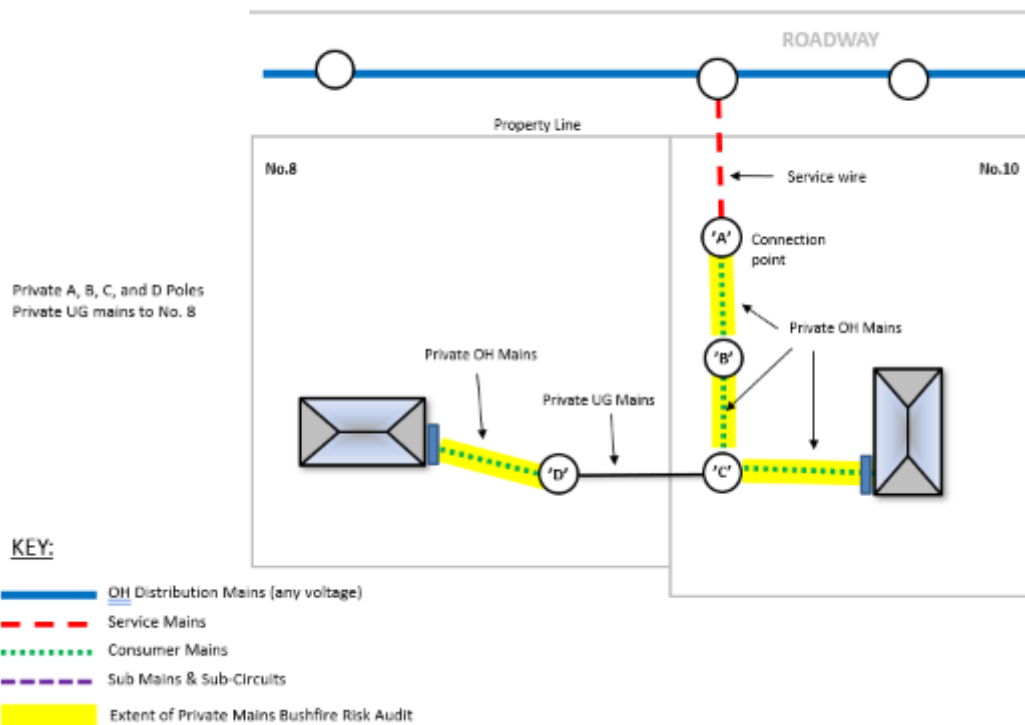 ROADWAY
Property Line
No.8
No.10
Service wire
'A'
Connection
point
Private A, B, C, and D Poles
Private UG mains to No. 8
Private OH Mains
'B'
Private OH Mains
Private UG Mains
'D'
'C'
KEY:
OH Distribution Mains (any voltage)
Service Mains
Consumer Mains
Sub Mains & Sub-Circuits
Extent of Private Mains Bushfire Risk Audit